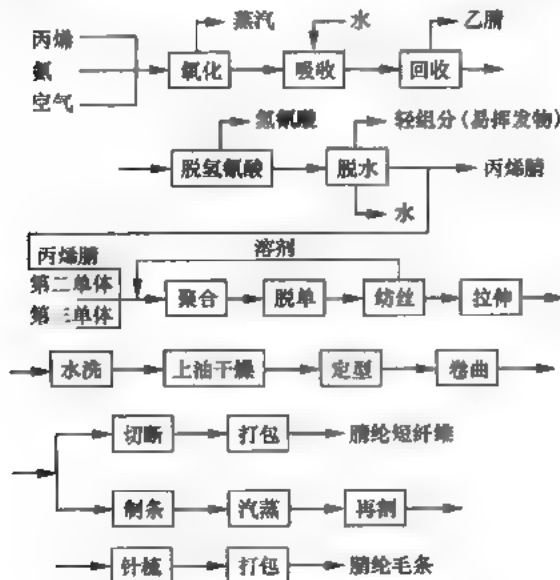 蒸汽 水 乙腈
丙烯
氨 氧化 吸收 回收
空气
氢氰酸 轻组分(易挥发物)
脱氢氰酸 脱水 丙烯腈
水
丙烯腈 溶剂
第二单体
聚合 脱单 纺丝 拉伸
第三单体
水洗 上油干燥 定型 卷曲
切断 打包 腈纶短纤维
制条 汽蒸 再割
针梳 打包 腈纶毛条